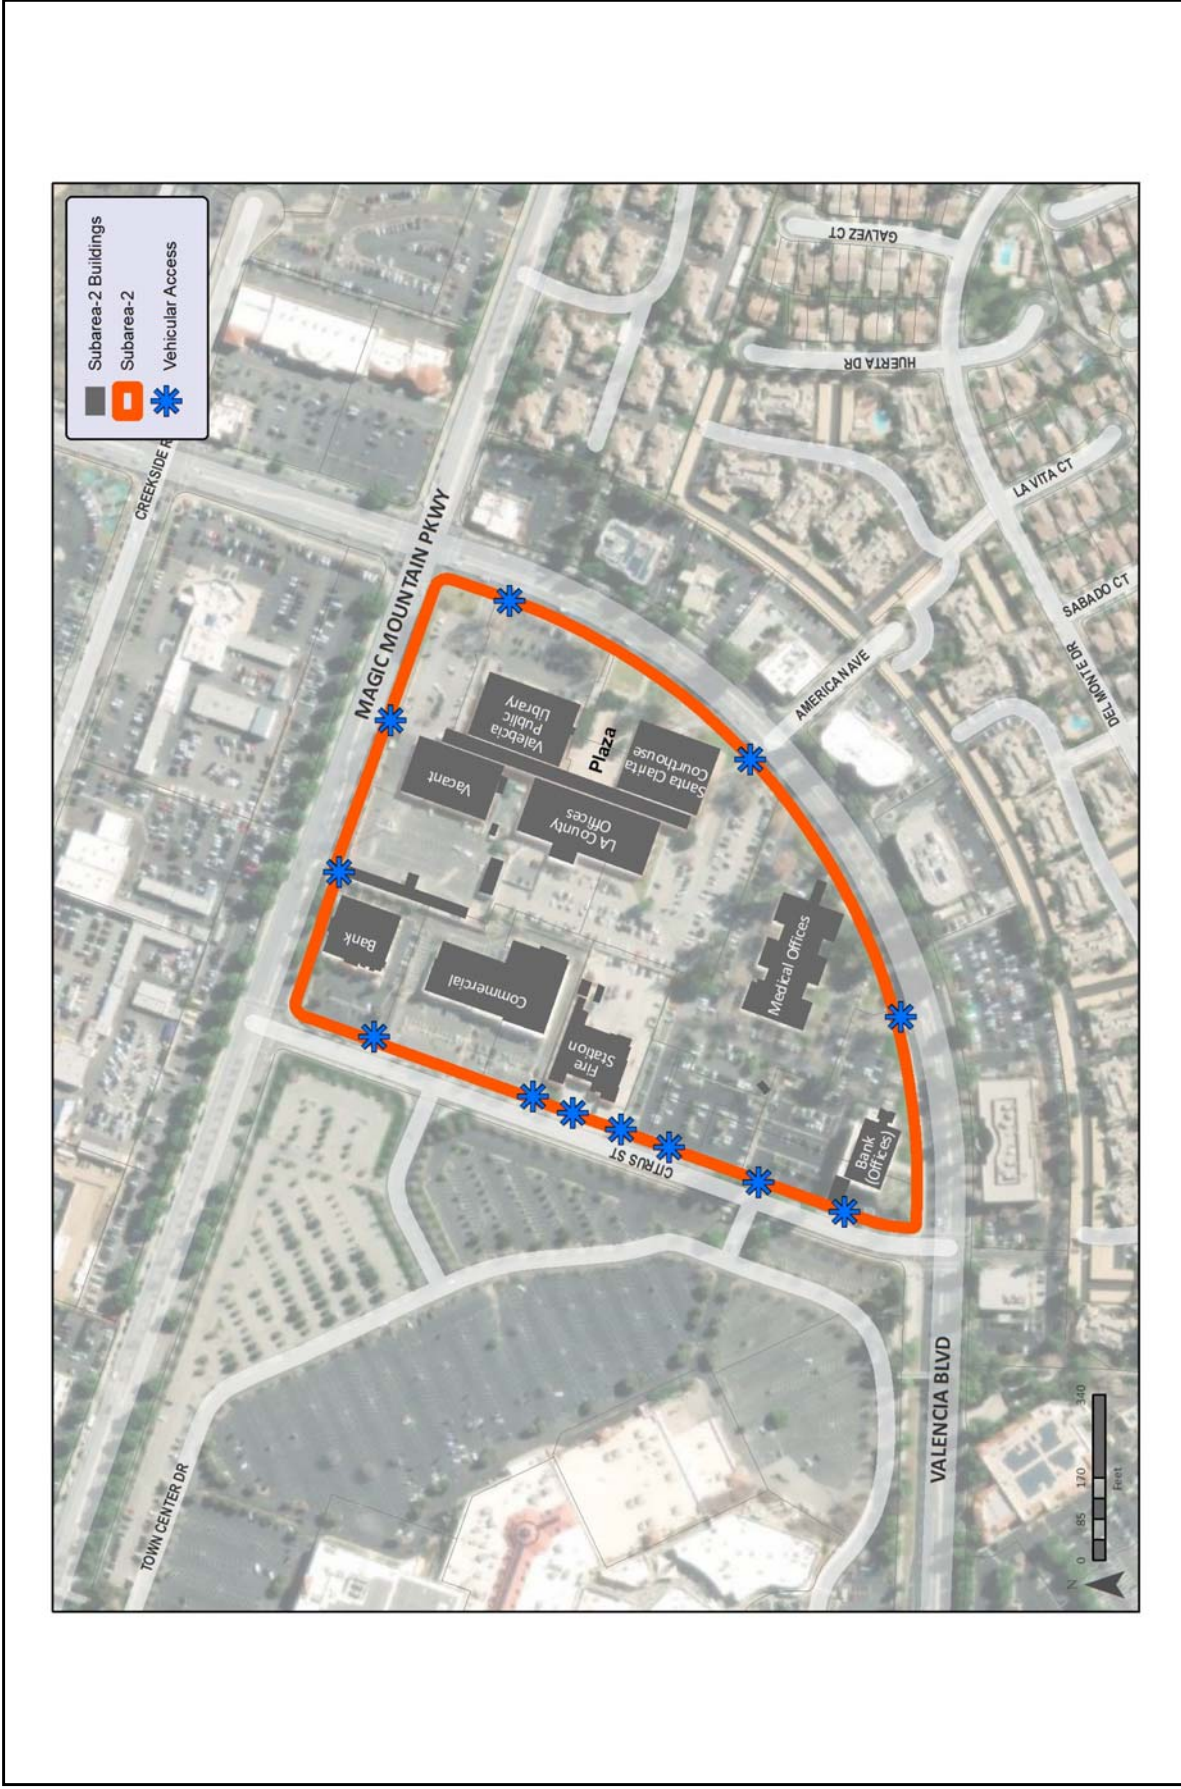 Subarea-2 Buildings
Subarea-2
Vehicular Access
CREEKSIDE R
MAGIC MOUNTAIN PKWY
TOWN CENTER DR
CITRUS ST
VALENCIA BLVD
AMERICANA AVE
GALVEZ CT
HUERTA DR
LA VITA CT
SABADO CT
DEL MONTE DR
Bank
Vacant
Valebcia
Public
Library
Plaza
Commercial
LA County
Offices
Santa Clarita
Courthouse
Fire
Station
Medical Offices
Bank
(Offices)
N
0 85 170 340
Feet